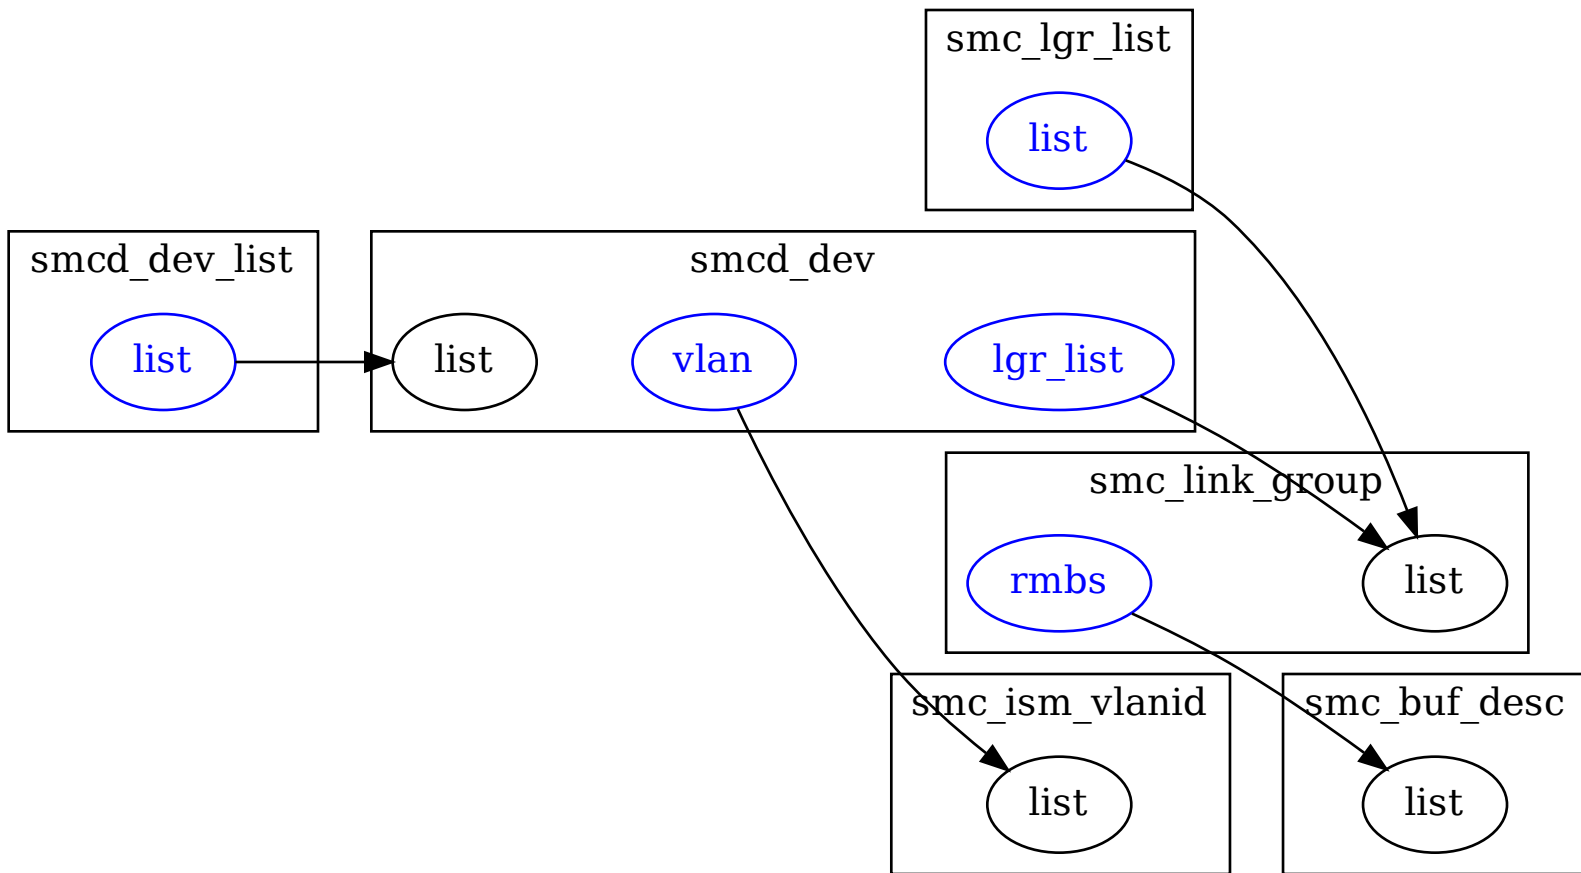 smc_lgr_list
list
smcd_dev_list
list
smcd_dev
list
vlan
lgr_list
smc_link_group
rmbs
list
smc_ism_vlanid
list
smc_buf_desc
list